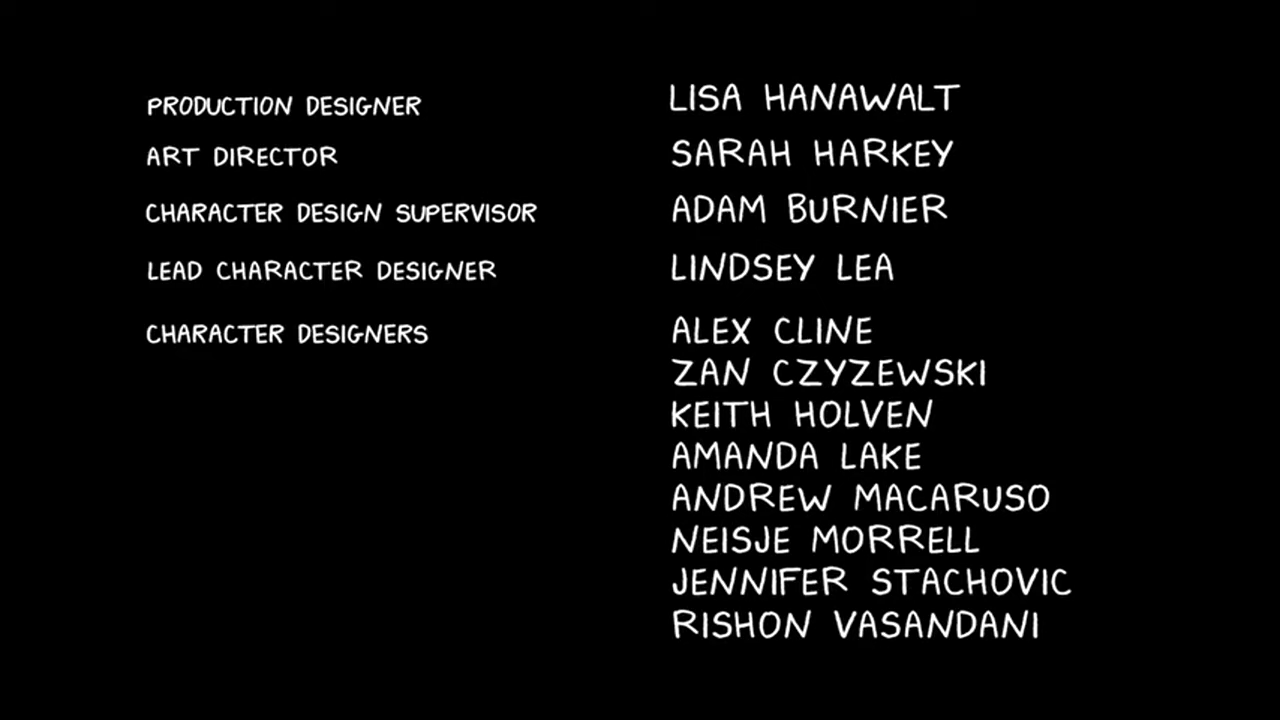 PRODUCTION DESIGNER LISA HANAWALT
ART DIRECTOR SARAH HARKEY
CHARACTER DESIGN SUPERVISOR ADAM BURNIER
LEAD CHARACTER DESIGNER LINDSEY LEA
CHARACTER DESIGNERS ALEX CLINE
ZAN CZYZEWSKI
KEITH HOLVEN
AMANDA LAKE
ANDREW MACARUSO
NEISJE MORRELL
JENNIFER STACHOVIC
RISHON VASANDANI